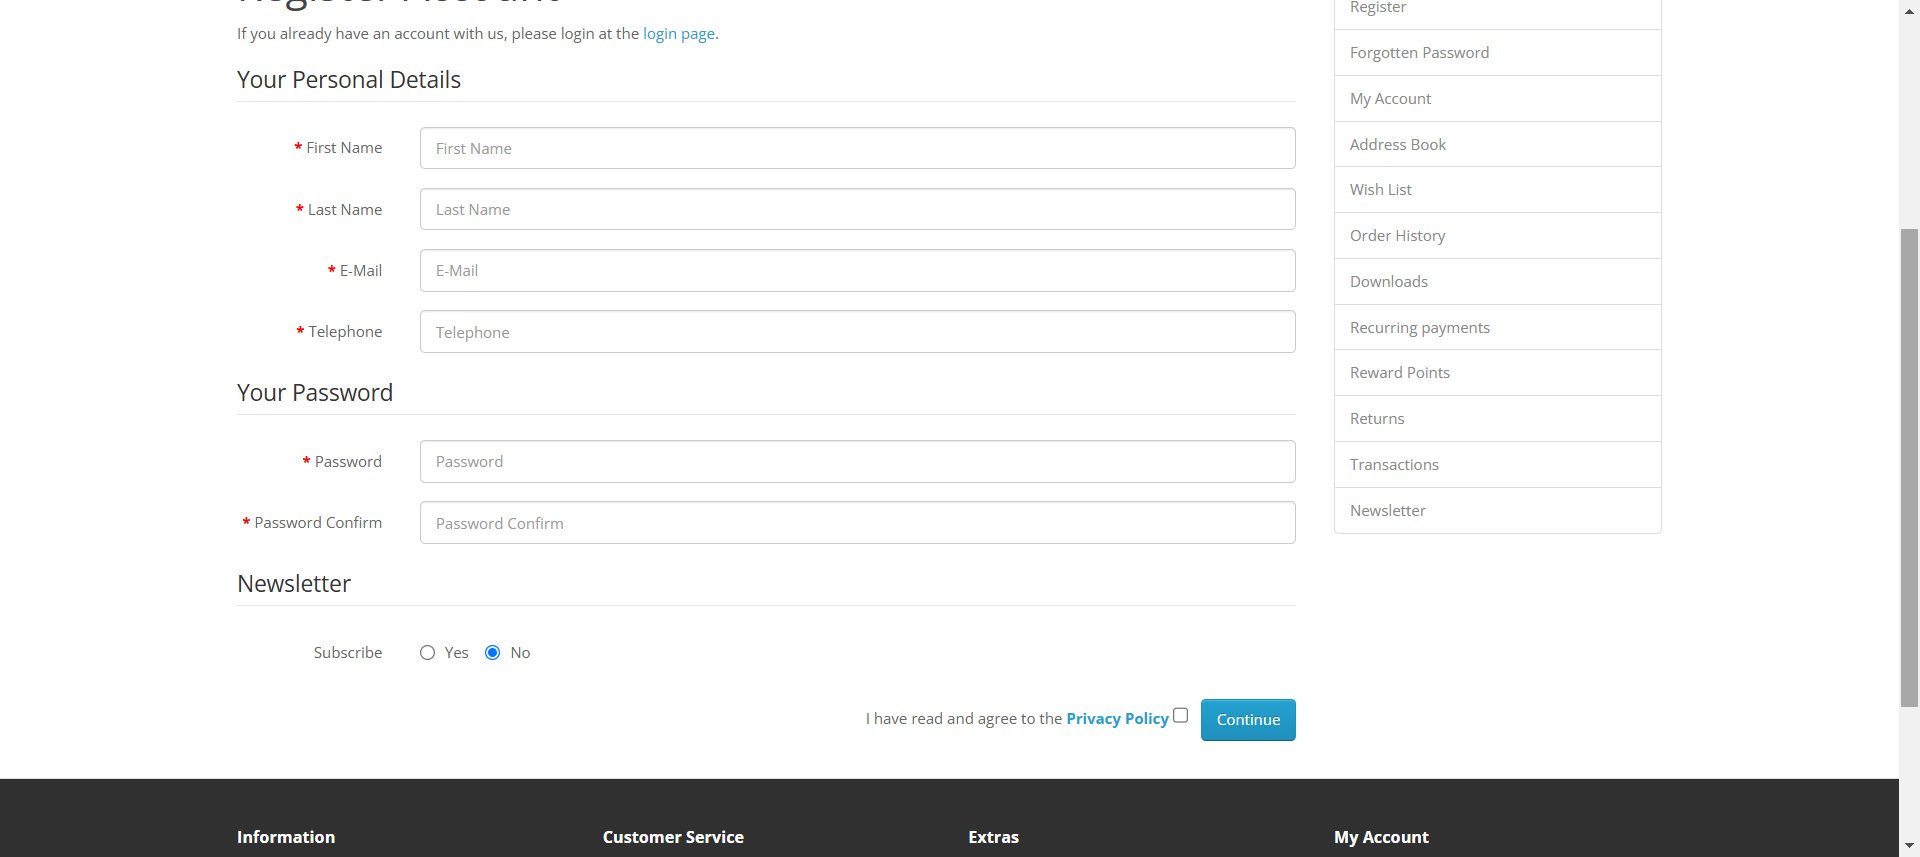 Register Account
If you already have an account with us, please login at the login page.
Your Personal Details
* First Name
First Name
* Last Name
Last Name
* E-Mail
E-Mail
* Telephone
Telephone
Your Password
* Password
Password
* Password Confirm
Password Confirm
Newsletter
Subscribe
Yes
No
I have read and agree to the Privacy Policy
Continue
Register
Forgotten Password
My Account
Address Book
Wish List
Order History
Downloads
Recurring payments
Reward Points
Returns
Transactions
Newsletter
Information
Customer Service
Extras
My Account